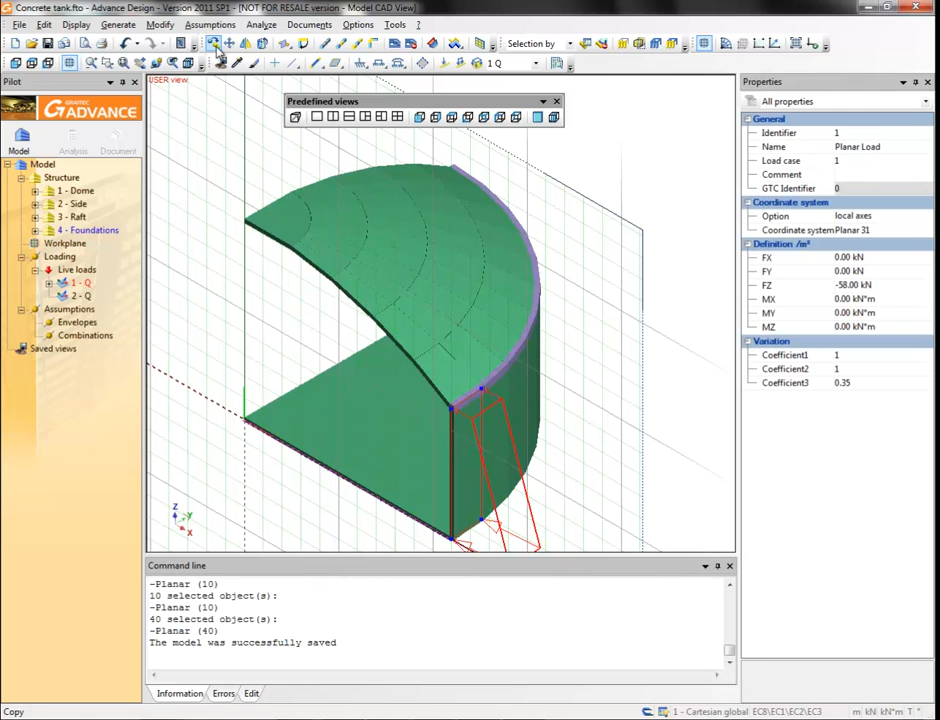 Concrete tank.fto - Advance Design - Version 2011 SP1 - [NOT FOR RESALE version - Model CAD View]
File Edit Display Generate Modify Assumptions Analyze Documents Options Tools ?
Selection by
1 Q
Pilot
GRAITEC
ADVANCE
Model Analysis Document
Model
Structure
1 - Dome
2 - Side
3 - Raft
4 - Foundations
Workplane
Loading
Live loads
1 - Q
2 - Q
Assumptions
Envelopes
Combinations
Saved views
USER view
Predefined views
Z
Y
X
Properties
All properties
General
Identifier 1
Name Planar Load
Load case 1
Comment
GTC Identifier 0
Coordinate system
Option local axes
Coordinate system Planar 31
Definition /m²
FX 0.00 kN
FY 0.00 kN
FZ -58.00 kN
MX 0.00 kN*m
MY 0.00 kN*m
MZ 0.00 kN*m
Variation
Coefficient1 1
Coefficient2 1
Coefficient3 0.35
Command line
-Planar (10)
10 selected object(s):
-Planar (10)
40 selected object(s):
-Planar (40)
The model was successfully saved
Information Errors Edit
Copy
1 - Cartesian global EC8/EC1/EC2/EC3 m kN kN*m T °